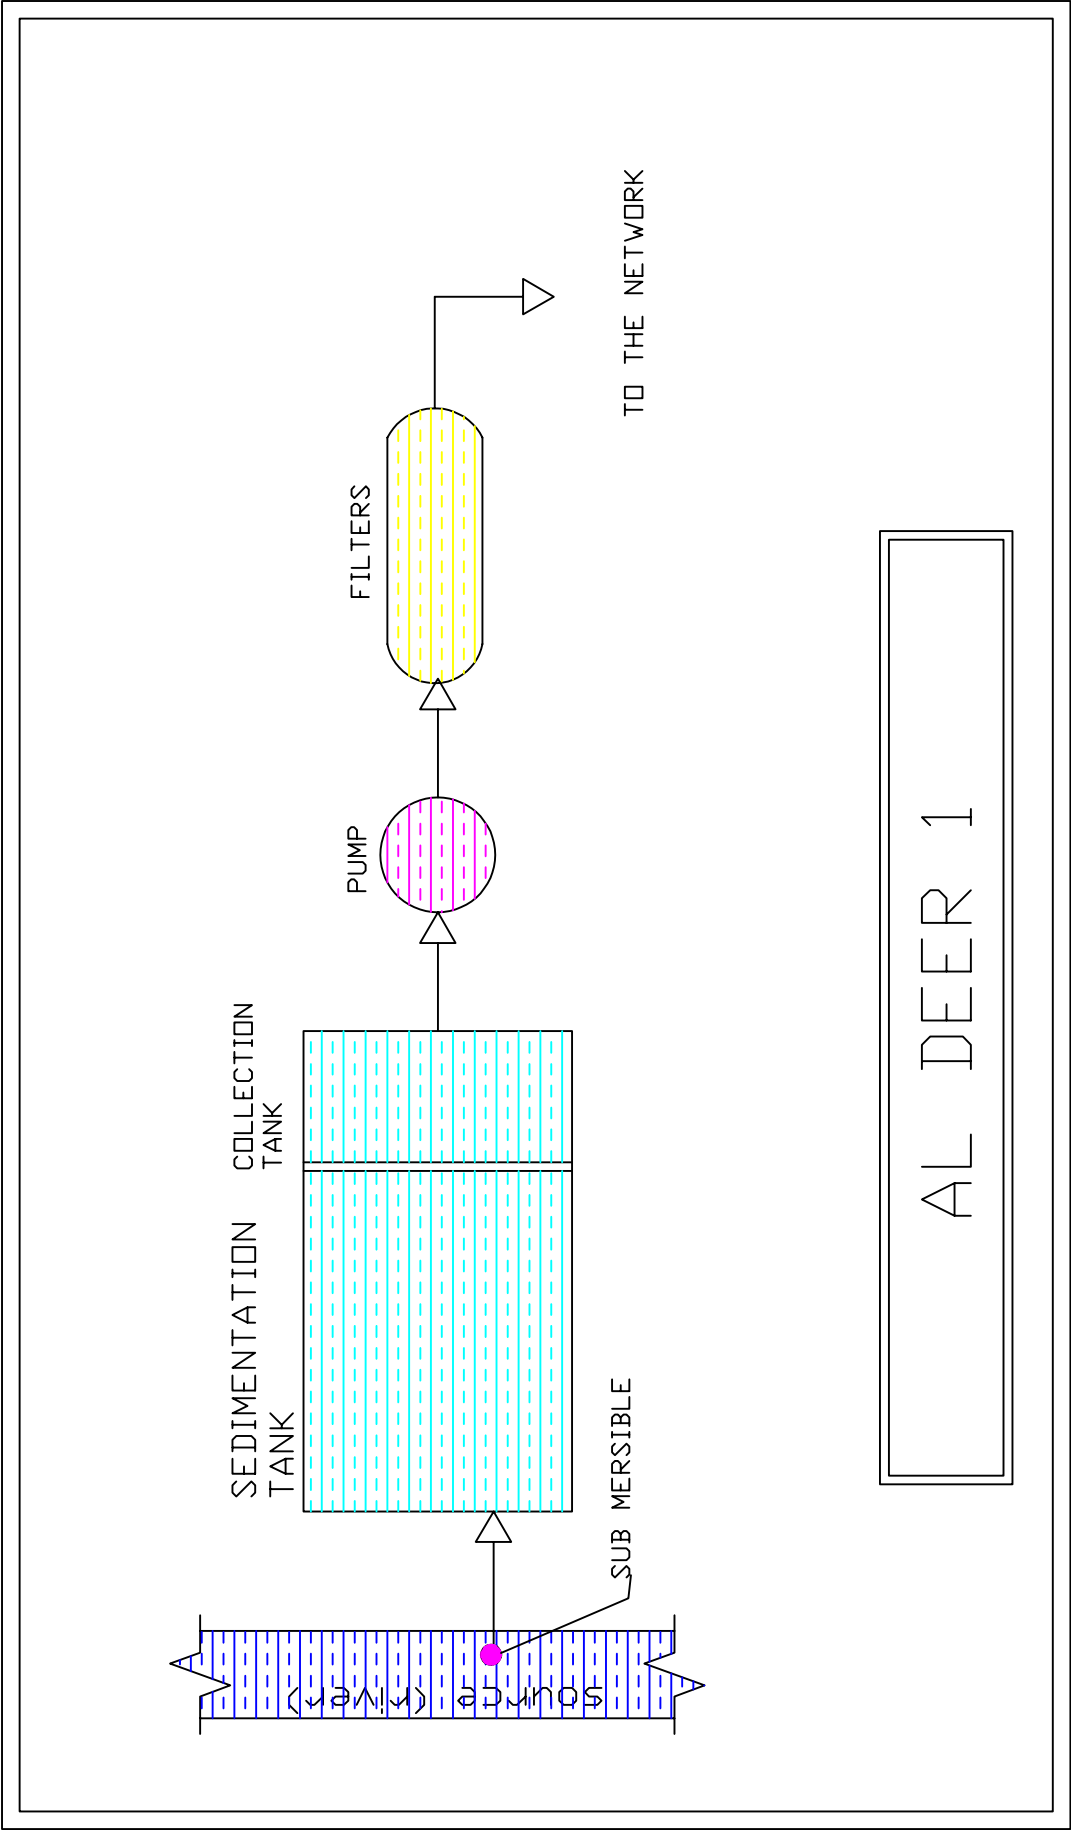 source (river)
SUB MERSIBLE
SEDIMENTATION
TANK
COLLECTION
TANK
PUMP
FILTERS
TO THE NETWORK
AL DEER 1